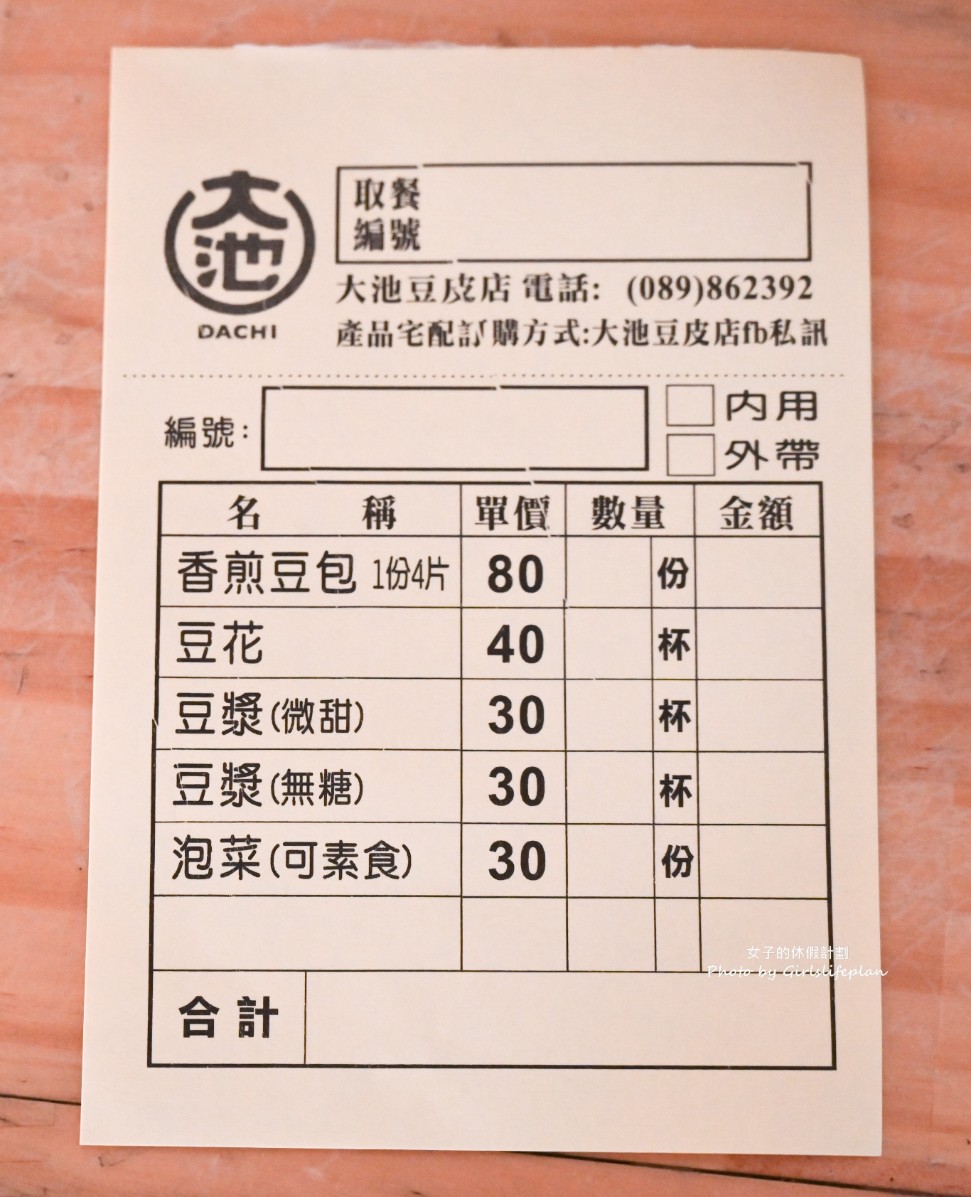 大池
DACHI
取餐
編號
大池豆皮店 電話: (089)862392
產品宅配訂購方式:大池豆皮店fb私訊
編號:
內用
外帶
名 稱 單價 數量 金額
香煎豆包 1份4片 80 份
豆花 40 杯
豆漿(微甜) 30 杯
豆漿(無糖) 30 杯
泡菜(可素食) 30 份
合計
女子的休假計劃
Photo by Girlslifeplan